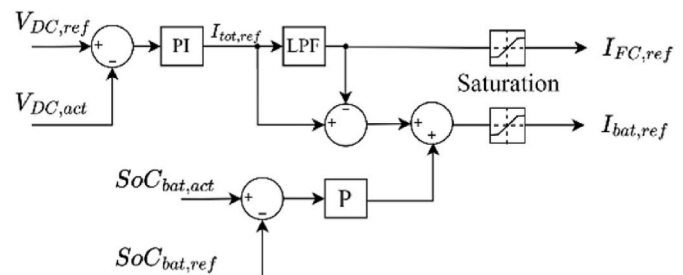 V_{DC,ref}
+
−
PI
I_{tot,ref}
LPF
I_{FC,ref}
Saturation
V_{DC,act}
−
+
+
+
I_{bat,ref}
SoC_{bat,act}
+
−
P
SoC_{bat,ref}